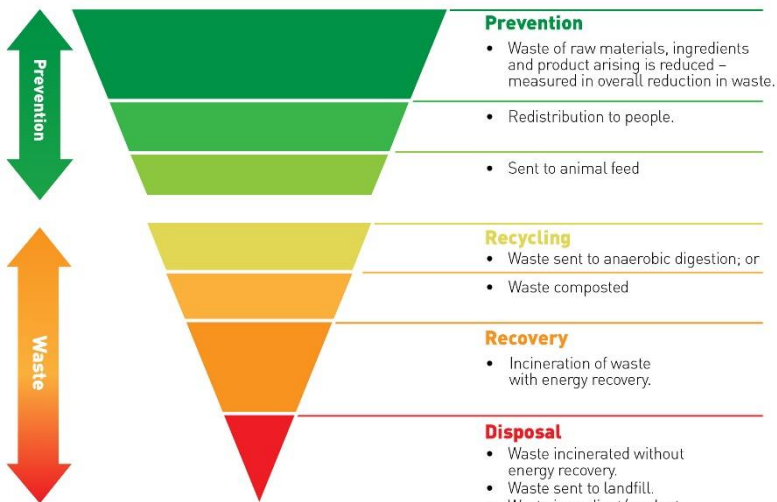 Prevention
Prevention
• Waste of raw materials, ingredients
and product arising is reduced –
measured in overall reduction in waste.
• Redistribution to people.
• Sent to animal feed
Waste
Recycling
• Waste sent to anaerobic digestion; or
• Waste composted
Recovery
• Incineration of waste
with energy recovery.
Disposal
• Waste incinerated without
energy recovery.
• Waste sent to landfill.